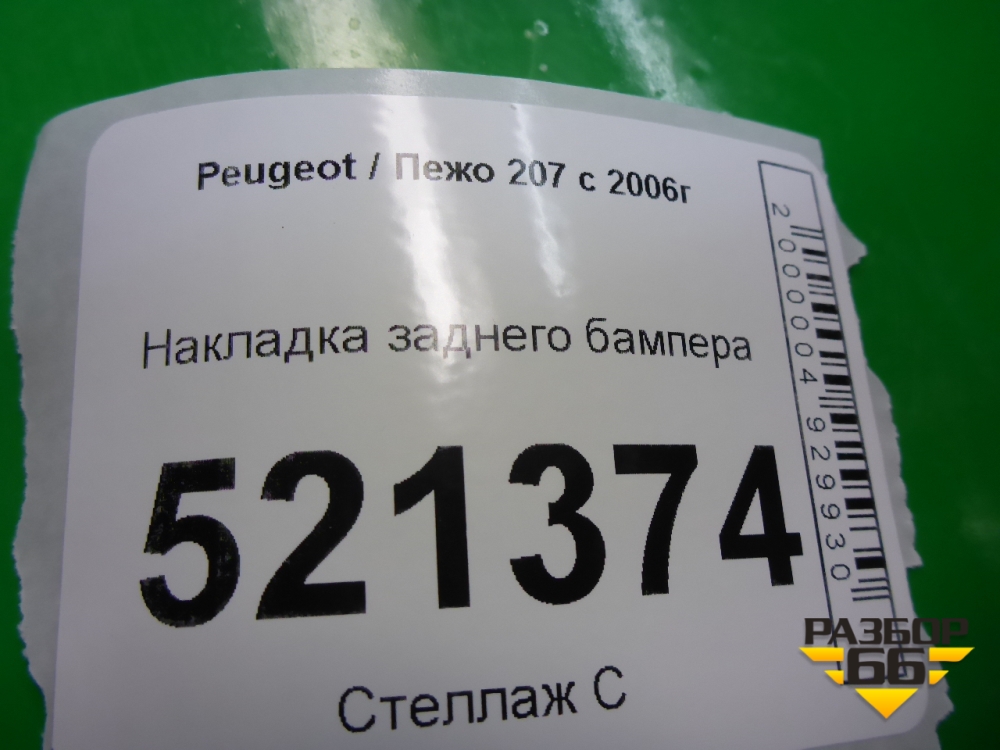 Peugeot / Пежо 207 с 2006г
Накладка заднего бампера
521374
Стеллаж С
2000004929930
РАЗБОР
66